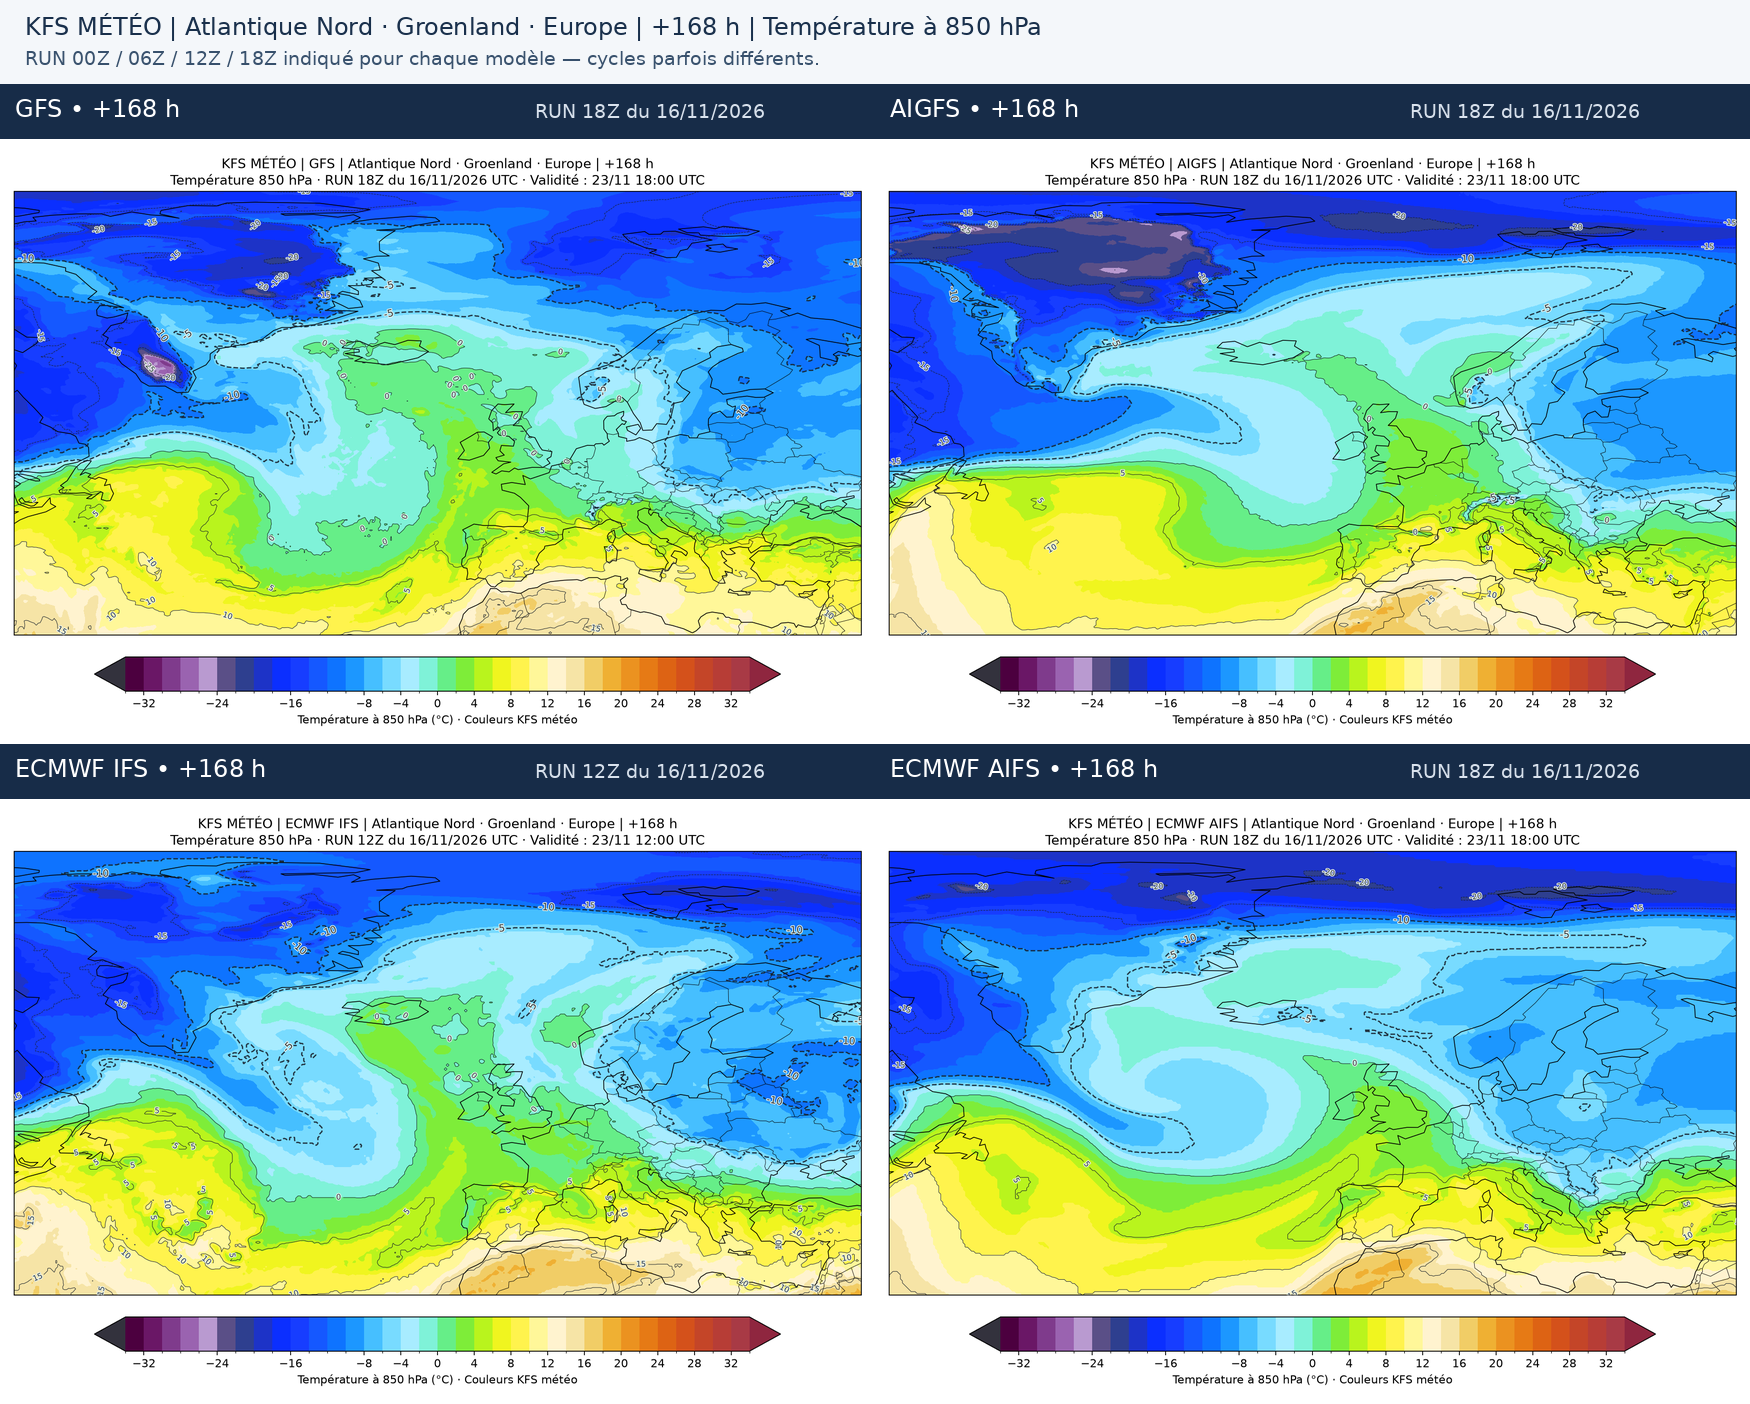 KFS MÉTÉO | Atlantique Nord · Groenland · Europe | +168 h | Température à 850 hPa
RUN 00Z / 06Z / 12Z / 18Z indiqué pour chaque modèle — cycles parfois différents.
GFS • +168 h
RUN 18Z du 16/11/2026
AIGFS • +168 h
RUN 18Z du 16/11/2026
KFS MÉTÉO | GFS | Atlantique Nord · Groenland · Europe | +168 h
Température 850 hPa · RUN 18Z du 16/11/2026 UTC · Validité : 23/11 18:00 UTC
KFS MÉTÉO | AIGFS | Atlantique Nord · Groenland · Europe | +168 h
Température 850 hPa · RUN 18Z du 16/11/2026 UTC · Validité : 23/11 18:00 UTC
−32 −24 −16 −8 −4 0 4 8 12 16 20 24 28 32
Température à 850 hPa (°C) · Couleurs KFS météo
−32 −24 −16 −8 −4 0 4 8 12 16 20 24 28 32
Température à 850 hPa (°C) · Couleurs KFS météo
ECMWF IFS • +168 h
RUN 12Z du 16/11/2026
ECMWF AIFS • +168 h
RUN 18Z du 16/11/2026
KFS MÉTÉO | ECMWF IFS | Atlantique Nord · Groenland · Europe | +168 h
Température 850 hPa · RUN 12Z du 16/11/2026 UTC · Validité : 23/11 12:00 UTC
KFS MÉTÉO | ECMWF AIFS | Atlantique Nord · Groenland · Europe | +168 h
Température 850 hPa · RUN 18Z du 16/11/2026 UTC · Validité : 23/11 18:00 UTC
−32 −24 −16 −8 −4 0 4 8 12 16 20 24 28 32
Température à 850 hPa (°C) · Couleurs KFS météo
−32 −24 −16 −8 −4 0 4 8 12 16 20 24 28 32
Température à 850 hPa (°C) · Couleurs KFS météo